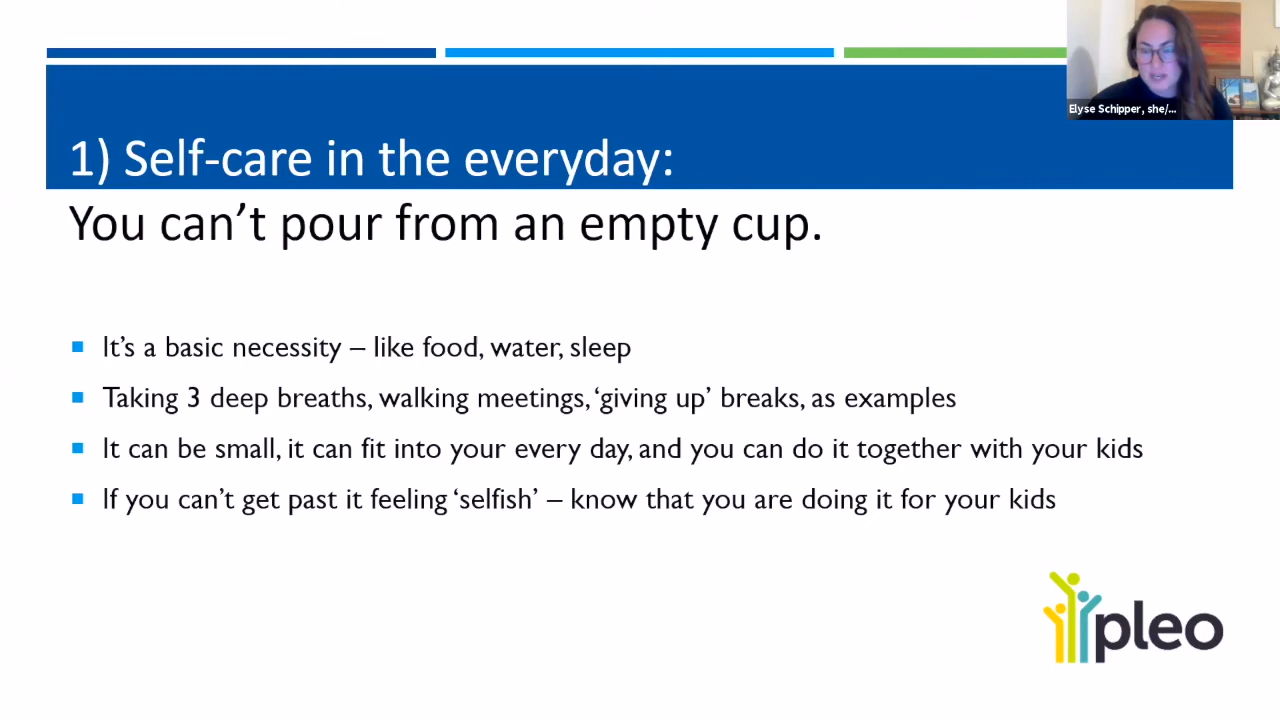 Elyse Schipper, she/...
1) Self-care in the everyday:
You can’t pour from an empty cup.
It’s a basic necessity – like food, water, sleep
Taking 3 deep breaths, walking meetings, ‘giving up’ breaks, as examples
It can be small, it can fit into your every day, and you can do it together with your kids
If you can’t get past it feeling ‘selfish’ – know that you are doing it for your kids
pleo